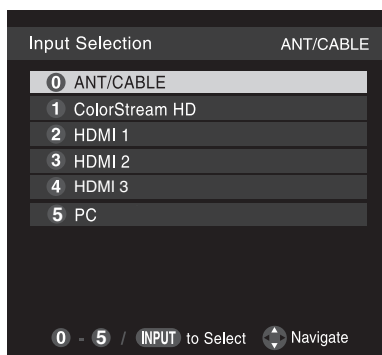 Input Selection ANT/CABLE
0 ANT/CABLE
1 ColorStream HD
2 HDMI 1
3 HDMI 2
4 HDMI 3
5 PC
0 - 5 / INPUT to Select Navigate